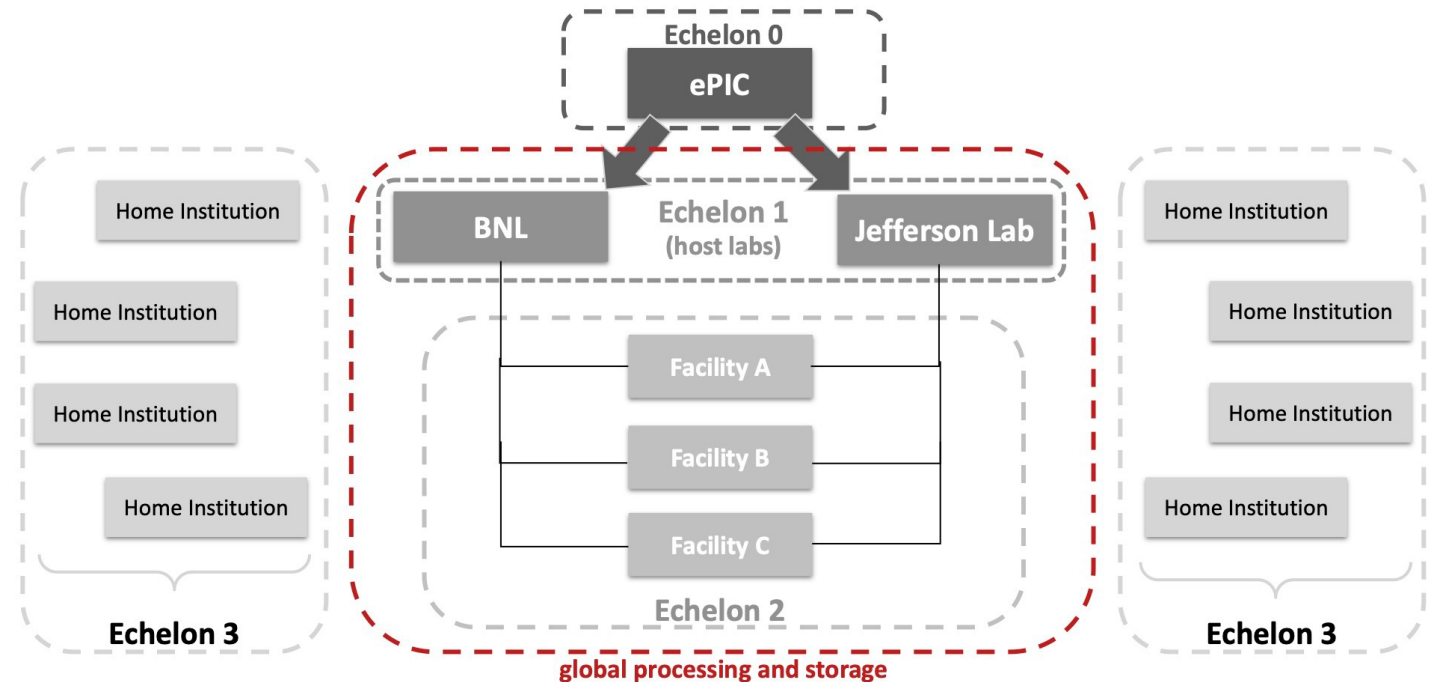 Echelon 0
ePIC
BNL
Echelon 1
(host labs)
Jefferson Lab
Home Institution
Home Institution
Home Institution
Home Institution
Echelon 3
Facility A
Facility B
Facility C
Echelon 2
global processing and storage
Home Institution
Home Institution
Home Institution
Home Institution
Echelon 3